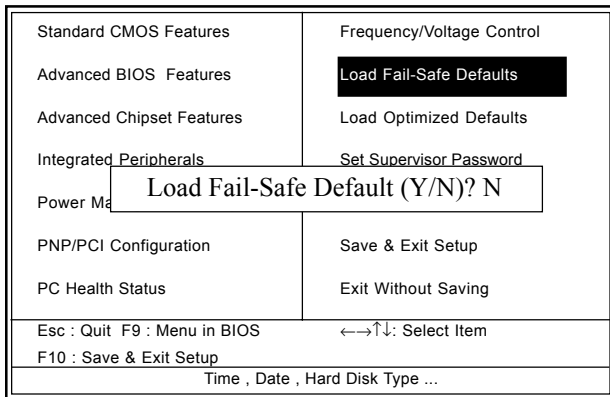 Standard CMOS Features
Advanced BIOS Features
Advanced Chipset Features
Integrated Peripherals
Power Ma
PNP/PCI Configuration
PC Health Status
Frequency/Voltage Control
Load Fail-Safe Defaults
Load Optimized Defaults
Set Supervisor Password
Save & Exit Setup
Exit Without Saving
Load Fail-Safe Default (Y/N)? N
Esc : Quit F9 : Menu in BIOS
←→↑↓: Select Item
F10 : Save & Exit Setup
Time , Date , Hard Disk Type ...